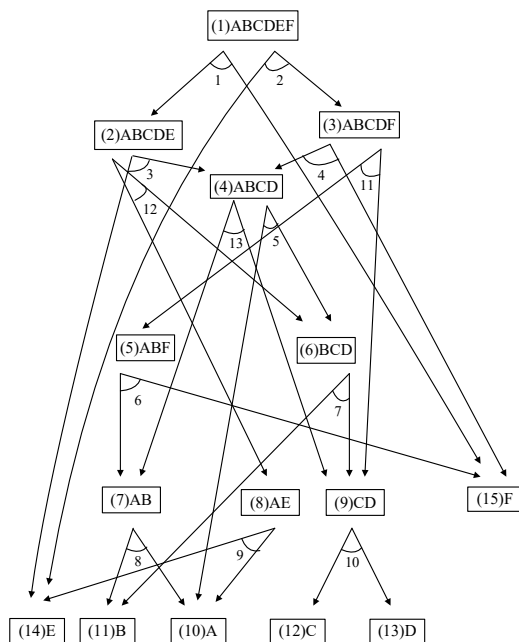 (1)ABCDEF
1
2
(2)ABCDE
(3)ABCDF
3
4
11
(4)ABCD
12
13
5
(5)ABF
(6)BCD
6
7
(7)AB
(8)AE
(9)CD
(15)F
8
9
10
(14)E
(11)B
(10)A
(12)C
(13)D